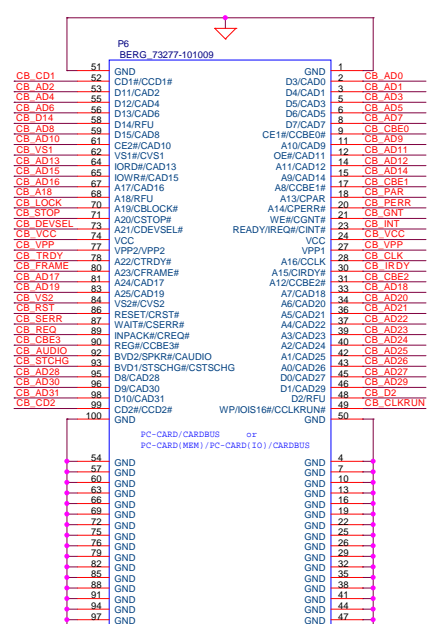 P6
BERG_73277-101009
51 GND GND 1
CB_CD1 52 CD1#/CCD1# D3/CAD0 2 CB_AD0
CB_AD2 53 D11/CAD2 D4/CAD1 3 CB_AD1
CB_AD4 55 D12/CAD4 D5/CAD3 5 CB_AD3
CB_AD6 56 D13/CAD6 D6/CAD5 6 CB_AD5
CB_D14 58 D14/RFU D7/CAD7 8 CB_AD7
CB_AD8 59 D15/CAD8 CE1#/CCBE0# 9 CB_CBE0
CB_AD10 61 CE2#/CAD10 A10/CAD9 11 CB_AD9
CB_VS1 62 VS1#/CVS1 OE#/CAD11 12 CB_AD11
CB_AD13 64 IORD#/CAD13 A11/CAD12 14 CB_AD12
CB_AD15 65 IOWR#/CAD15 A9/CAD14 15 CB_AD14
CB_AD16 67 A17/CAD16 A8/CCBE1# 17 CB_CBE1
CB_A18 68 A18/RFU A13/CPAR 18 CB_PAR
CB_LOCK 70 A19/CBLOCK# A14/CPERR# 20 CB_PERR
CB_STOP 71 A20/CSTOP# WE#/CGNT# 21 CB_GNT
CB_DEVSEL 73 A21/CDEVSEL# READY/IREQ#/CINT# 23 CB_INT
CB_VCC 74 VCC VCC 24 CB_VCC
CB_VPP 77 VPP2/VPP2 VPP1 27 CB_VPP
CB_TRDY 78 A22/CTRDY# A16/CCLK 28 CB_CLK
CB_FRAME 80 A23/CFRAME# A15/CIRDY# 30 CB_IRDY
CB_AD17 81 A24/CAD17 A12/CCBE2# 31 CB_CBE2
CB_AD19 83 A25/CAD19 A7/CAD18 33 CB_AD18
CB_VS2 84 VS2#/CVS2 A6/CAD20 34 CB_AD20
CB_RST 86 RESET/CRST# A5/CAD21 36 CB_AD21
CB_SERR 87 WAIT#/CSERR# A4/CAD22 37 CB_AD22
CB_REQ 89 INPACK#/CREQ# A3/CAD23 39 CB_AD23
CB_CBE3 90 REG#/CCBE3# A2/CAD24 40 CB_AD24
CB_AUDIO 92 BVD2/SPKR#/CAUDIO A1/CAD25 42 CB_AD25
CB_STCHG 93 BVD1/STSCHG#/CSTSCHG A0/CAD26 43 CB_AD26
CB_AD28 95 D8/CAD28 D0/CAD27 45 CB_AD27
CB_AD30 96 D9/CAD30 D1/CAD29 46 CB_AD29
CB_AD31 98 D10/CAD31 D2/RFU 48 CB_D2
CB_CD2 99 CD2#/CCD2# WP/IOIS16#/CCLKRUN# 49 CB_CLKRUN
100 GND GND 50
PC-CARD/CARDBUS or
PC-CARD(MEM)/PC-CARD(IO)/CARDBUS
54 GND GND 4
57 GND GND 7
60 GND GND 10
63 GND GND 13
66 GND GND 16
69 GND GND 19
72 GND GND 22
75 GND GND 25
76 GND GND 26
79 GND GND 29
82 GND GND 32
85 GND GND 35
88 GND GND 38
91 GND GND 41
94 GND GND 44
97 GND GND 47